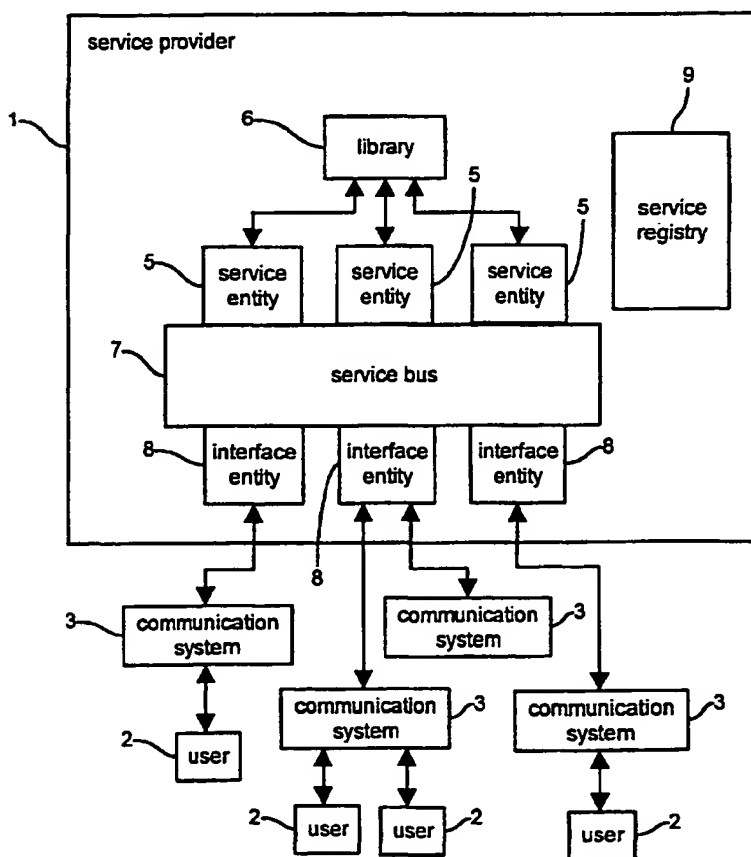 service provider
9
1
6
library
5
5
service
registry
5
service
entity
service
entity
service
entity
7
service bus
8
interface
entity
interface
entity
interface
entity
8
8
3
communication
system
communication
system
3
communication
system
3
communication
system
3
2
user
2
user
user
2
user
2